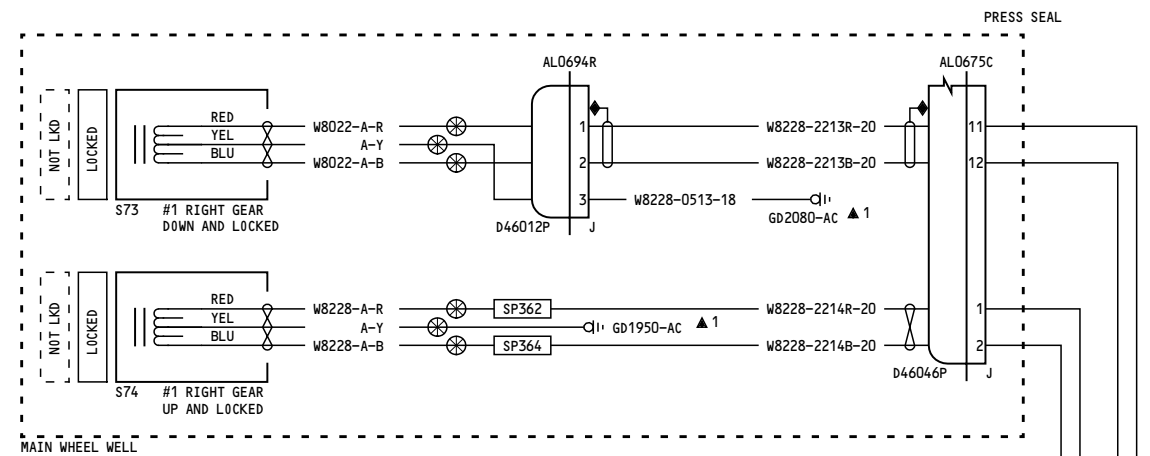 PRESS SEAL
AL0694R
AL0675C
NOT LKD
LOCKED
RED
YEL
BLU
W8022-A-R
A-Y
W8022-A-B
1
2
3
W8228-2213R-20
W8228-2213B-20
11
12
W8228-0513-18
GD2080-AC 1
S73 #1 RIGHT GEAR
DOWN AND LOCKED
D46012P J
NOT LKD
LOCKED
RED
YEL
BLU
W8228-A-R
A-Y
W8228-A-B
SP362
SP364
GD1950-AC 1
W8228-2214R-20
W8228-2214B-20
1
2
D46046P J
S74 #1 RIGHT GEAR
UP AND LOCKED
MAIN WHEEL WELL